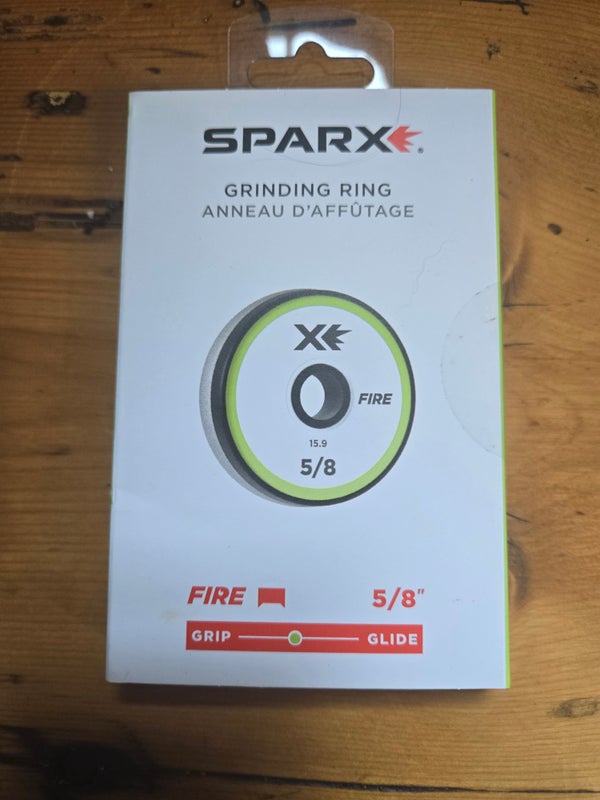 SPARX®
GRINDING RING
ANNEAU D'AFFÛTAGE
X
FIRE
15.9
5/8
FIRE 5/8"
GRIP GLIDE